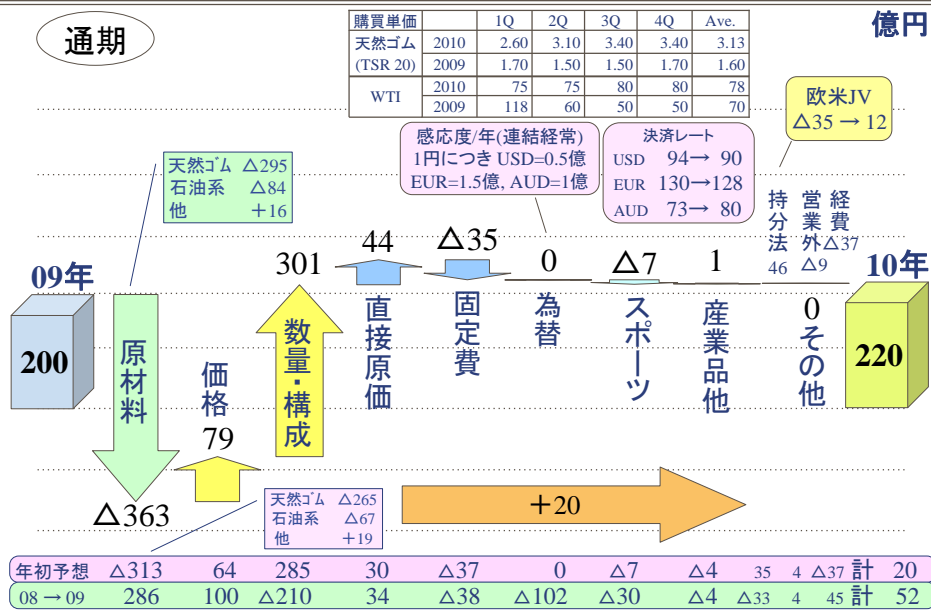 通期
億円
購買単価 1Q 2Q 3Q 4Q Ave.
天然ゴム 2010 2.60 3.10 3.40 3.40 3.13
(TSR 20) 2009 1.70 1.50 1.50 1.70 1.60
WTI 2010 75 75 80 80 78
2009 118 60 50 50 70
欧米JV
△35 → 12
感応度/年(連結経常)
1円につき USD=0.5億
EUR=1.5億, AUD=1億
決済レート
USD 94→ 90
EUR 130→128
AUD 73→ 80
天然ゴム △295
石油系 △84
他 +16
09年
200
原材料
△363
価格
79
301
数量・構成
44
直接原価
△35
固定費
0
為替
△7
スポーツ
1
産業品他
持分法
46
営業外
△9
経費
△37
0
その他
10年
220
天然ゴム △265
石油系 △67
他 +19
+20
年初予想 △313 64 285 30 △37 0 △7 △4 35 4 △37 計 20
08→09 286 100 △210 34 △38 △102 △30 △4 △33 4 45 計 52